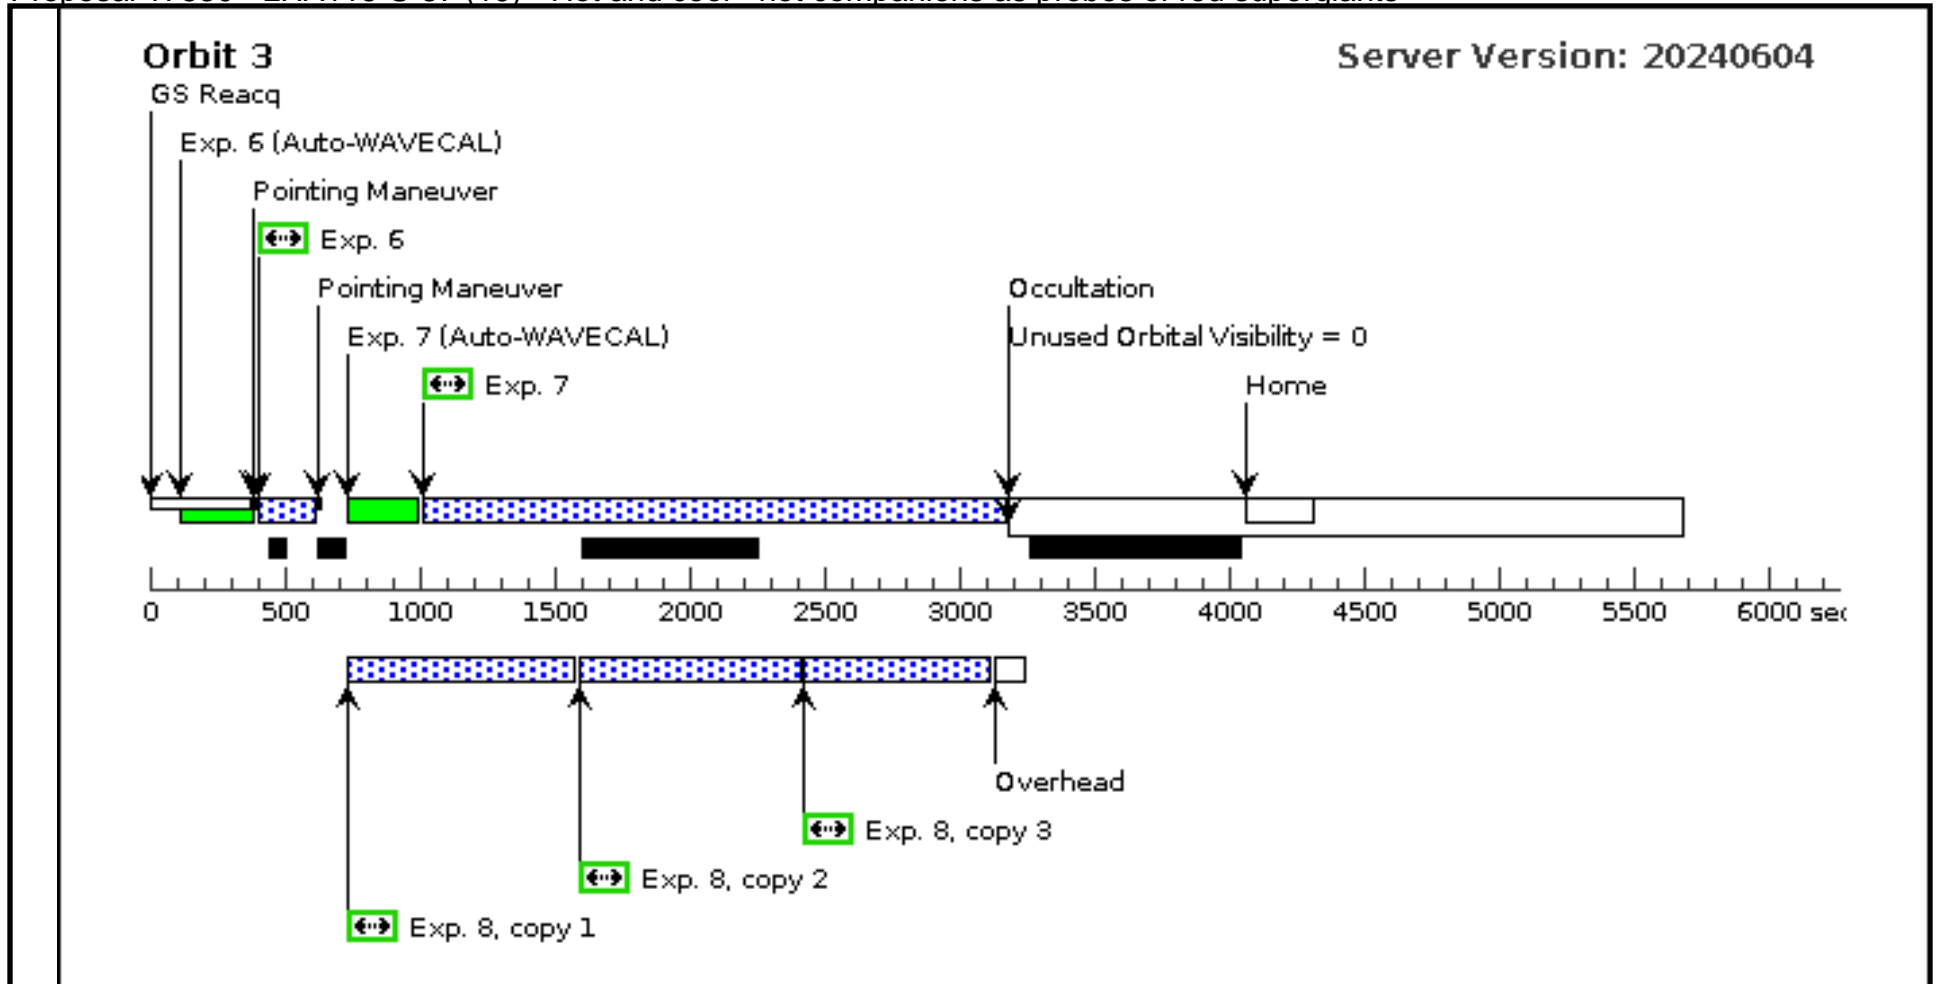 Orbit 3
Server Version: 20240604
GS Reacq
Exp. 6 (Auto-WAVECAL)
Pointing Maneuver
Exp. 6
Pointing Maneuver
Occultation
Exp. 7 (Auto-WAVECAL)
Unused Orbital Visibility = 0
Exp. 7
Home
0 500 1000 1500 2000 2500 3000 3500 4000 4500 5000 5500 6000 sec
Overhead
Exp. 8, copy 3
Exp. 8, copy 2
Exp. 8, copy 1